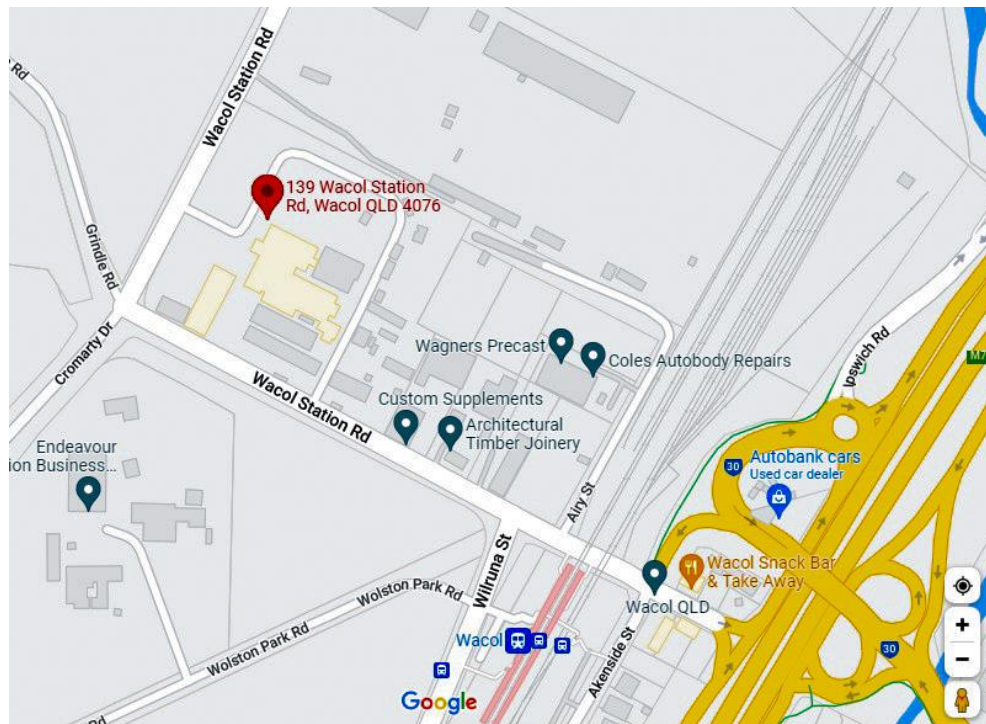 Rd
Wacol Station Rd
139 Wacol Station
Rd, Wacol QLD 4076
Grindle Rd
Cromarty Dr
Ipswich Rd
M7
Wagners Precast
Coles Autobody Repairs
Wacol Station Rd
Custom Supplements
Architectural
Timber Joinery
Endeavour
ion Business...
30
Autobank cars
Used car dealer
Airy St
Wilruna St
Wacol Snack Bar
& Take Away
Wacol QLD
Wolston Park Rd
Wacol
Wolston Park Rd
Akenside St
30
Google
Rd
+
−